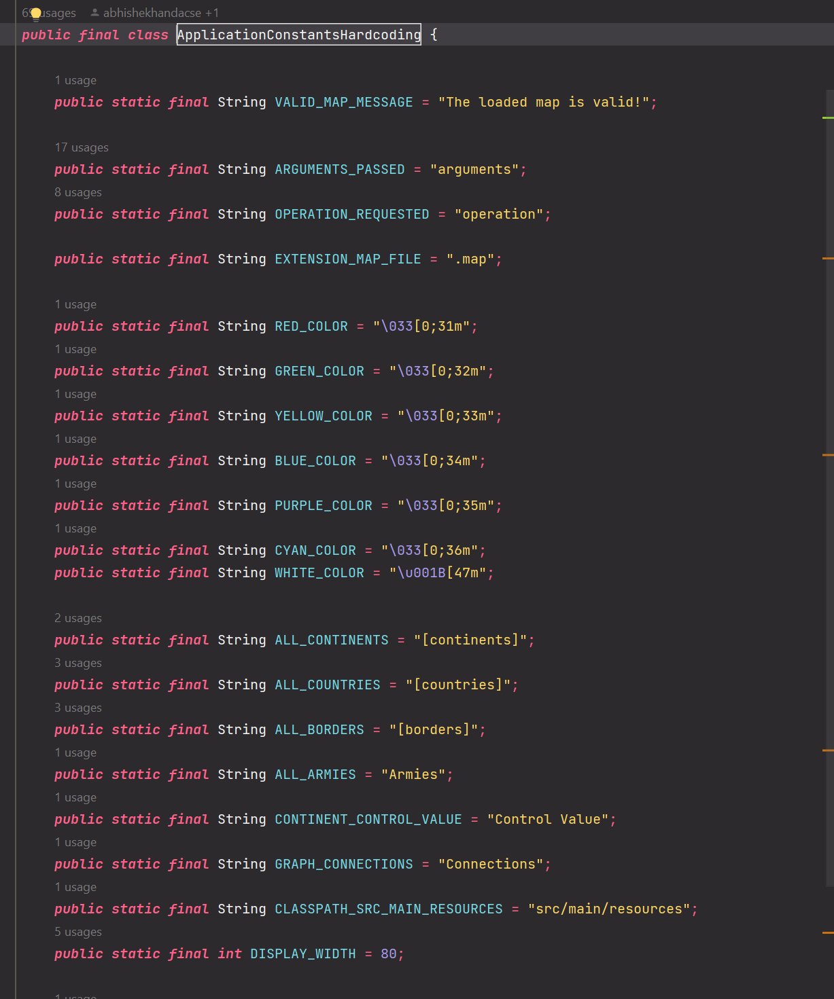 usages abhishekhandacse +1
public final class ApplicationConstantsHardcoding {
1 usage
public static final String VALID_MAP_MESSAGE = "The loaded map is valid!";
17 usages
public static final String ARGUMENTS_PASSED = "arguments";
8 usages
public static final String OPERATION_REQUESTED = "operation";
public static final String EXTENSION_MAP_FILE = ".map";
1 usage
public static final String RED_COLOR = "\033[0;31m";
1 usage
public static final String GREEN_COLOR = "\033[0;32m";
1 usage
public static final String YELLOW_COLOR = "\033[0;33m";
1 usage
public static final String BLUE_COLOR = "\033[0;34m";
1 usage
public static final String PURPLE_COLOR = "\033[0;35m";
1 usage
public static final String CYAN_COLOR = "\033[0;36m";
public static final String WHITE_COLOR = "\u001B[47m";
2 usages
public static final String ALL_CONTINENTS = "[continents]";
3 usages
public static final String ALL_COUNTRIES = "[countries]";
3 usages
public static final String ALL_BORDERS = "[borders]";
1 usage
public static final String ALL_ARMIES = "Armies";
1 usage
public static final String CONTINENT_CONTROL_VALUE = "Control Value";
1 usage
public static final String GRAPH_CONNECTIONS = "Connections";
1 usage
public static final String CLASSPATH_SRC_MAIN_RESOURCES = "src/main/resources";
5 usages
public static final int DISPLAY_WIDTH = 80;
1 usage